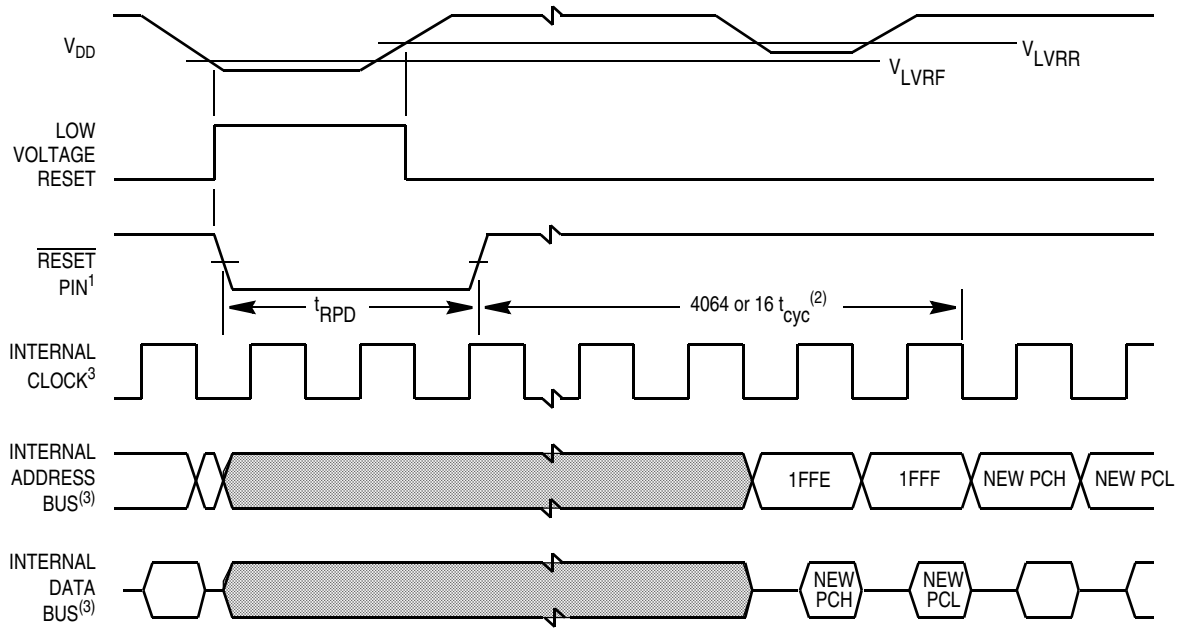 VDD
VLVRR
VLVRF
LOW
VOLTAGE
RESET
RESET
PIN1
tRPD
4064 or 16 tcyc(2)
INTERNAL
CLOCK3
INTERNAL
ADDRESS
BUS(3)
1FFE
1FFF
NEW PCH
NEW PCL
INTERNAL
DATA
BUS(3)
NEW
PCH
NEW
PCL